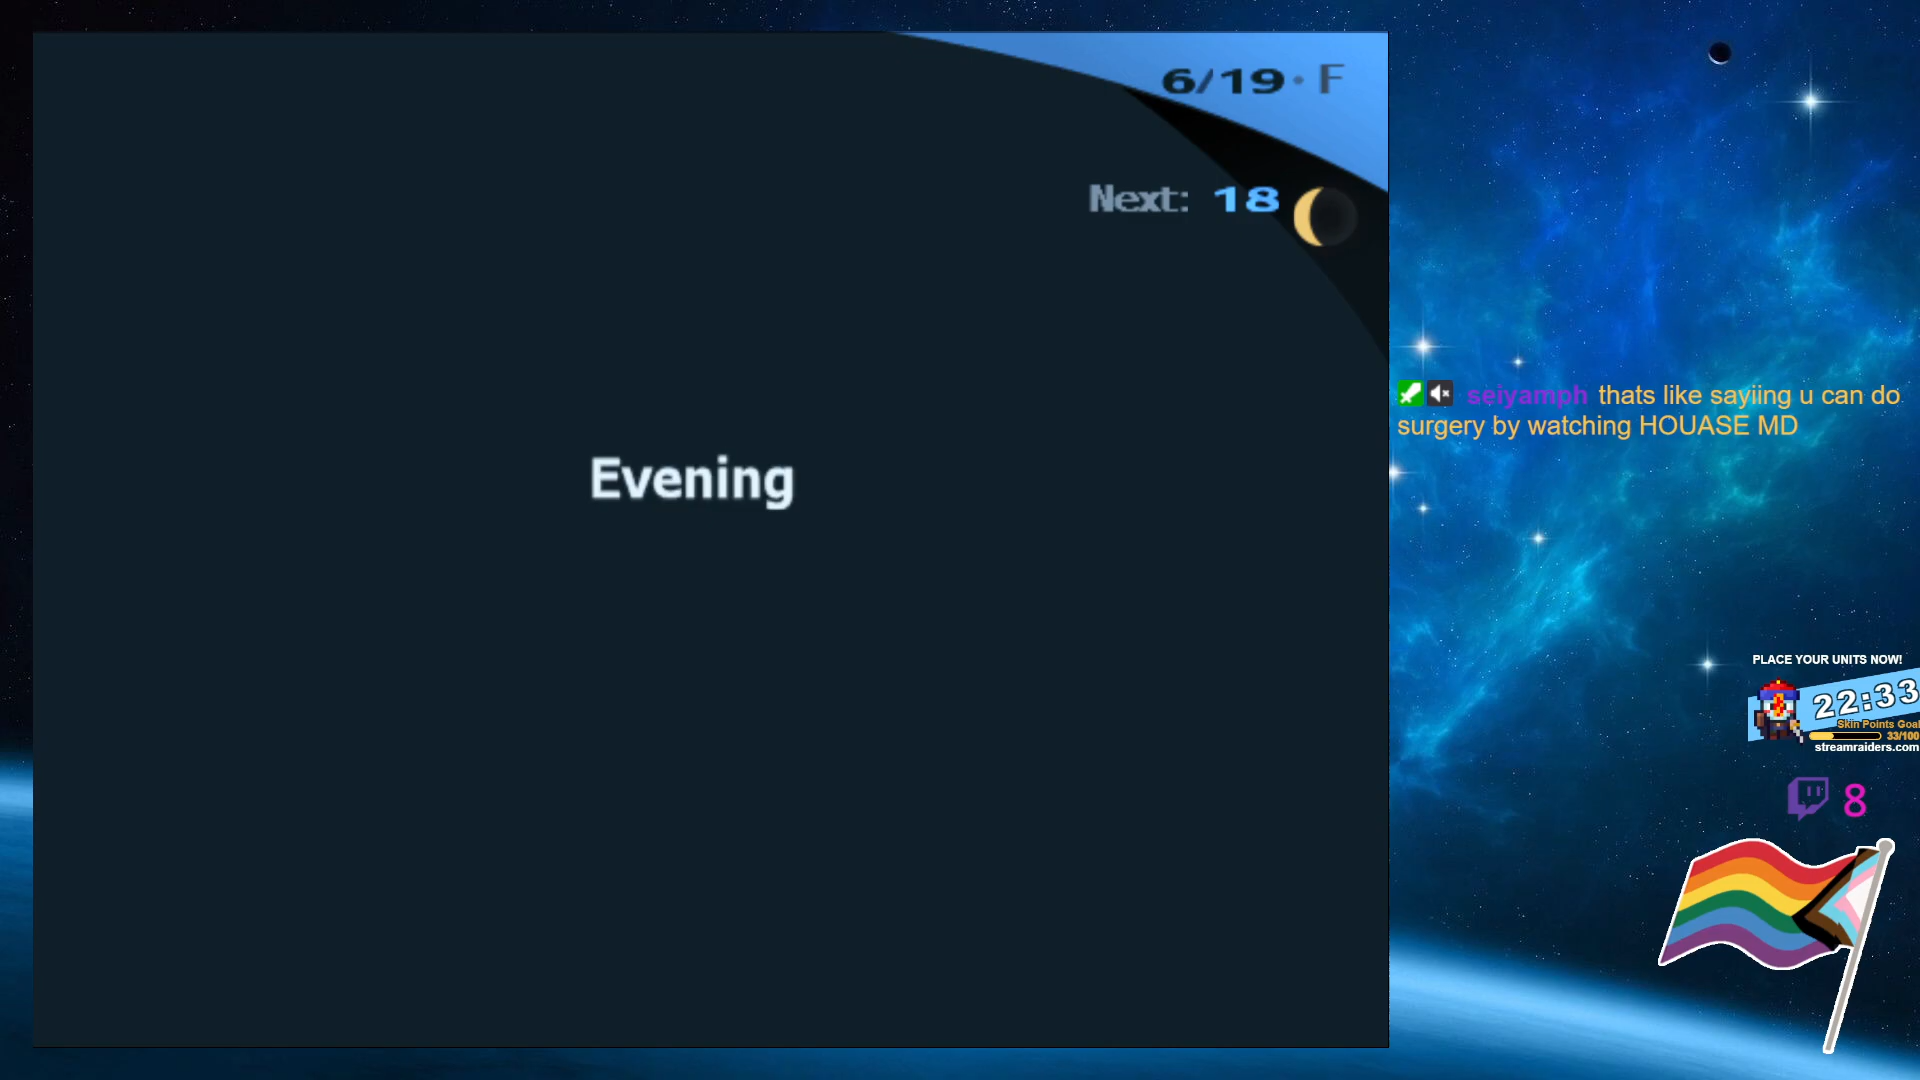 6/19 · F
Next: 18
Evening
seiyamph thats like sayiing u can do
surgery by watching HOUASE MD
PLACE YOUR UNITS NOW!
22:33
Skin Points Goal
33/100
streamraiders.com
8